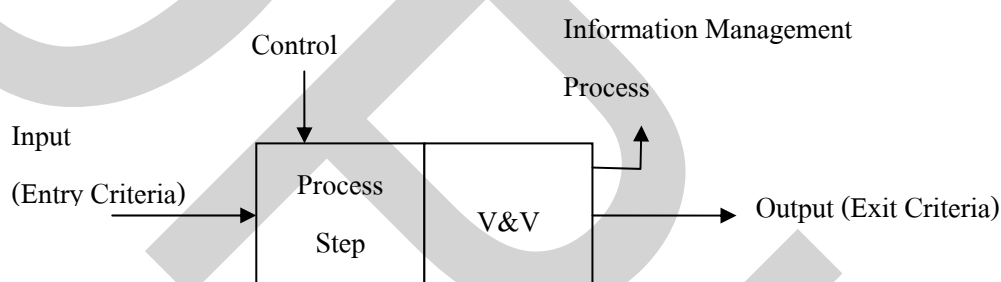 Information Management
Control
Process
Input
(Entry Criteria)
Process
Step
V&V
Output (Exit Criteria)